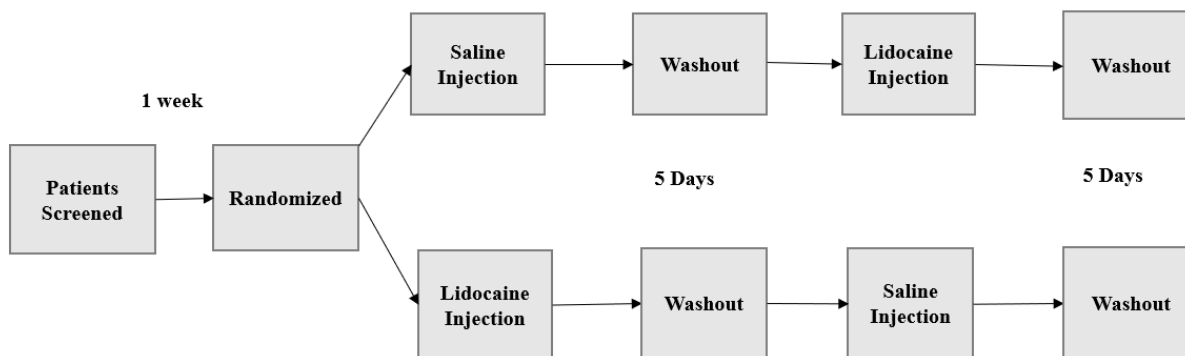 Saline
Injection
Washout
Lidocaine
Injection
Washout
1 week
Patients
Screened
Randomized
5 Days
5 Days
Lidocaine
Injection
Washout
Saline
Injection
Washout